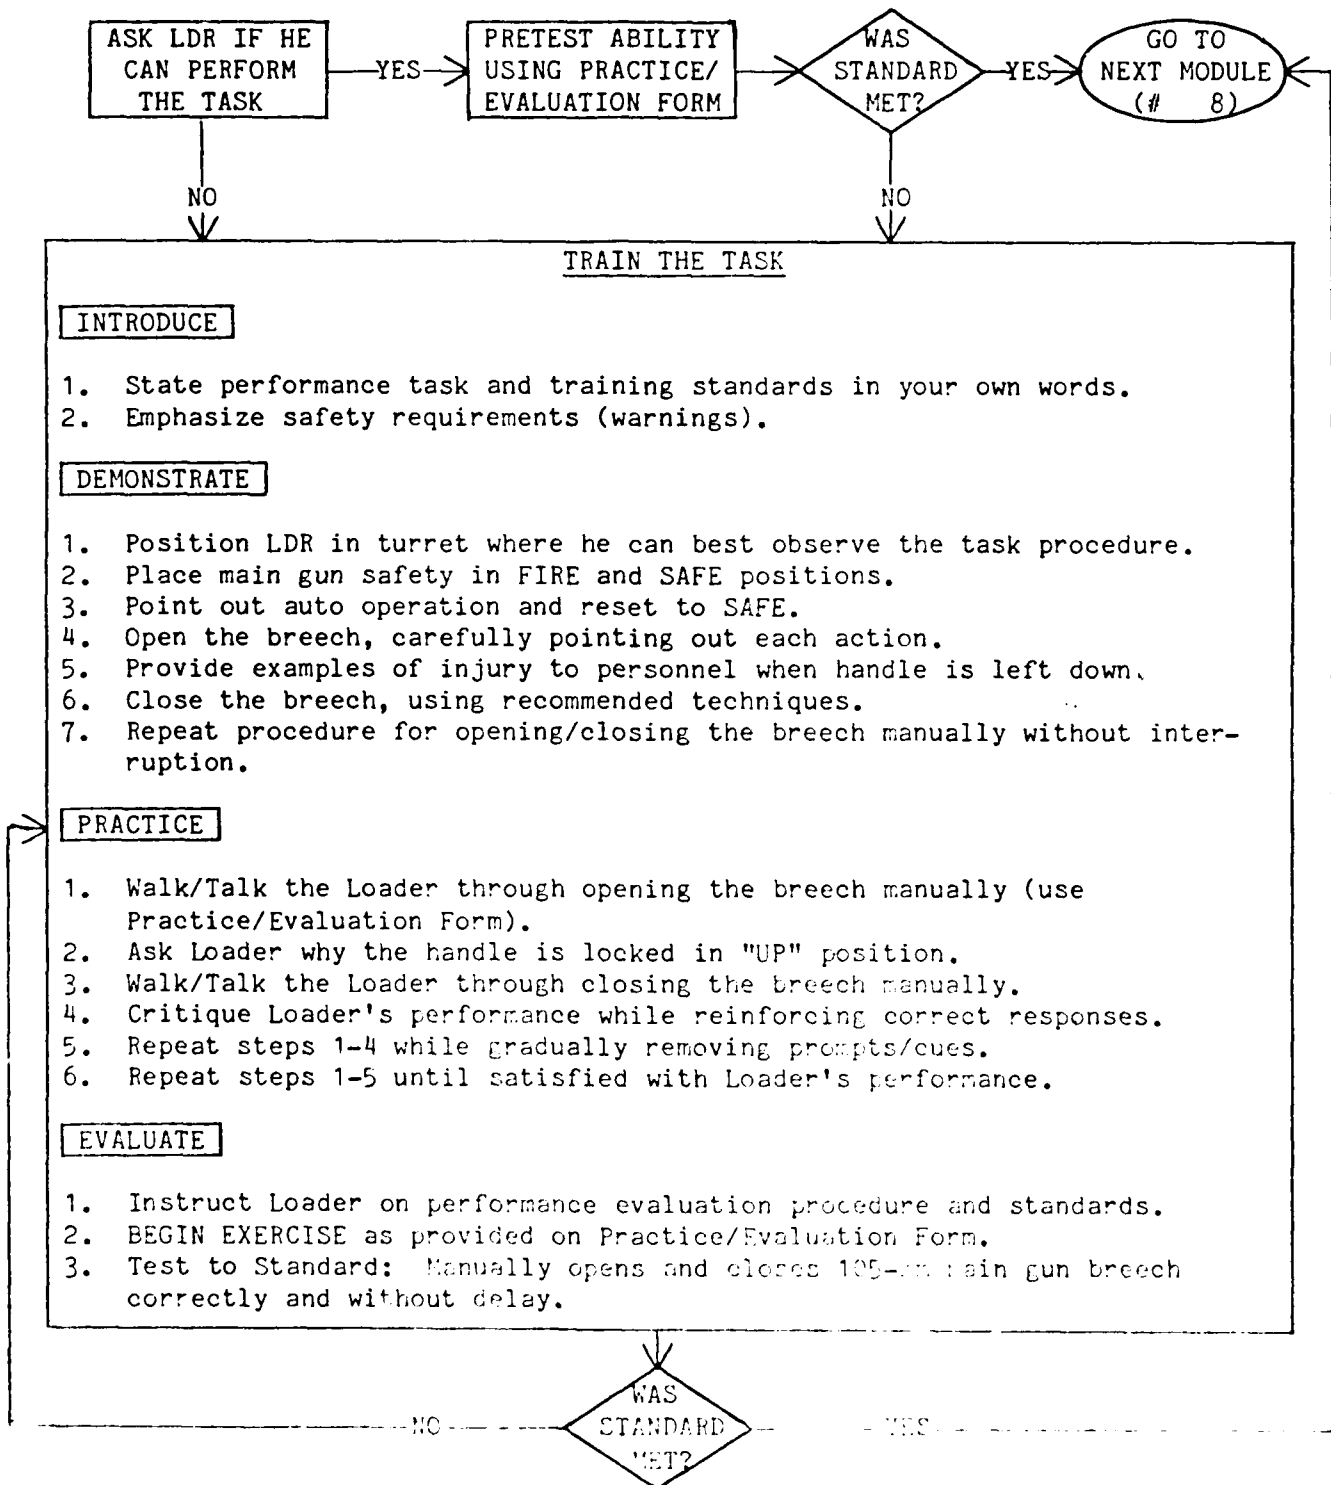 ASK LDR IF HE
CAN PERFORM
THE TASK
YES
PRETEST ABILITY
USING PRACTICE/
EVALUATION FORM
WAS
STANDARD
MET?
YES
GO TO
NEXT MODULE
(# 8)
NO
NO
TRAIN THE TASK
INTRODUCE
1. State performance task and training standards in your own words.
2. Emphasize safety requirements (warnings).
DEMONSTRATE
1. Position LDR in turret where he can best observe the task procedure.
2. Place main gun safety in FIRE and SAFE positions.
3. Point out auto operation and reset to SAFE.
4. Open the breech, carefully pointing out each action.
5. Provide examples of injury to personnel when handle is left down.
6. Close the breech, using recommended techniques.
7. Repeat procedure for opening/closing the breech manually without inter-
ruption.
PRACTICE
1. Walk/Talk the Loader through opening the breech manually (use
Practice/Evaluation Form).
2. Ask Loader why the handle is locked in "UP" position.
3. Walk/Talk the Loader through closing the breech manually.
4. Critique Loader's performance while reinforcing correct responses.
5. Repeat steps 1-4 while gradually removing prompts/cues.
6. Repeat steps 1-5 until satisfied with Loader's performance.
EVALUATE
1. Instruct Loader on performance evaluation procedure and standards.
2. BEGIN EXERCISE as provided on Practice/Evaluation Form.
3. Test to Standard: Manually opens and closes 105-mm main gun breech
correctly and without delay.
WAS
STANDARD
MET?
NO
YES